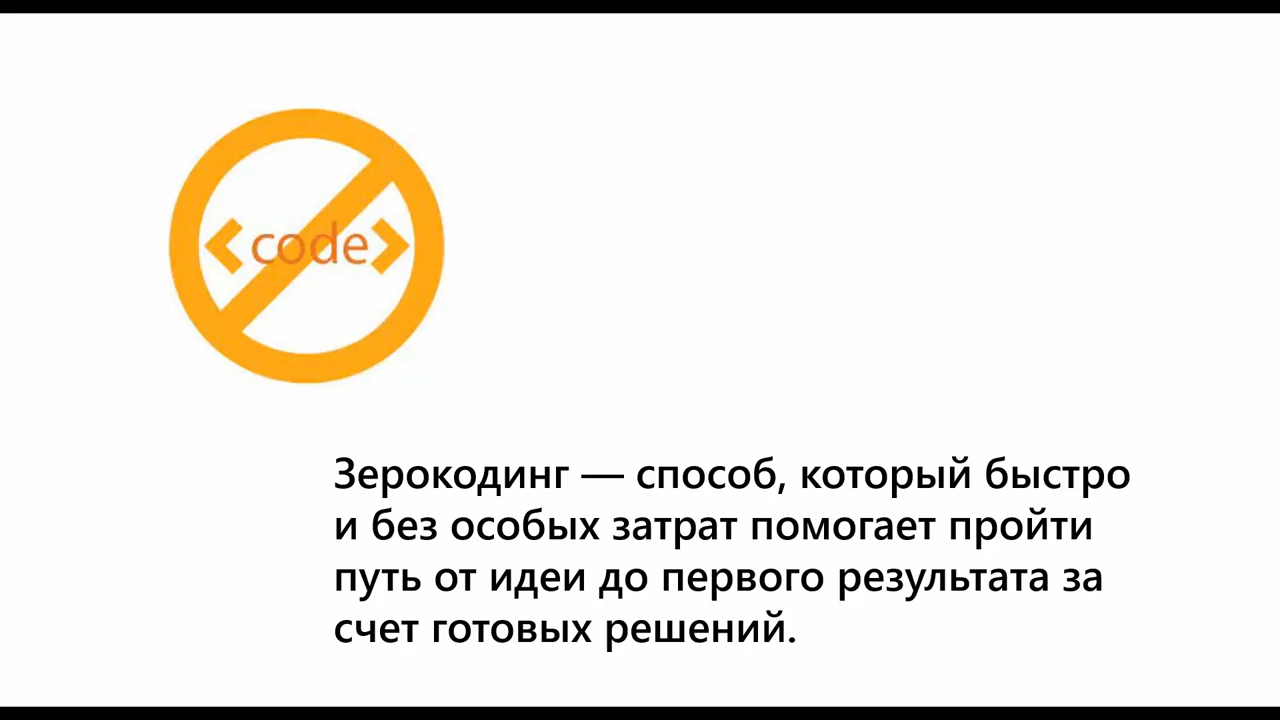 <code>
Зерокодинг — способ, который быстро
и без особых затрат помогает пройти
путь от идеи до первого результата за
счет готовых решений.